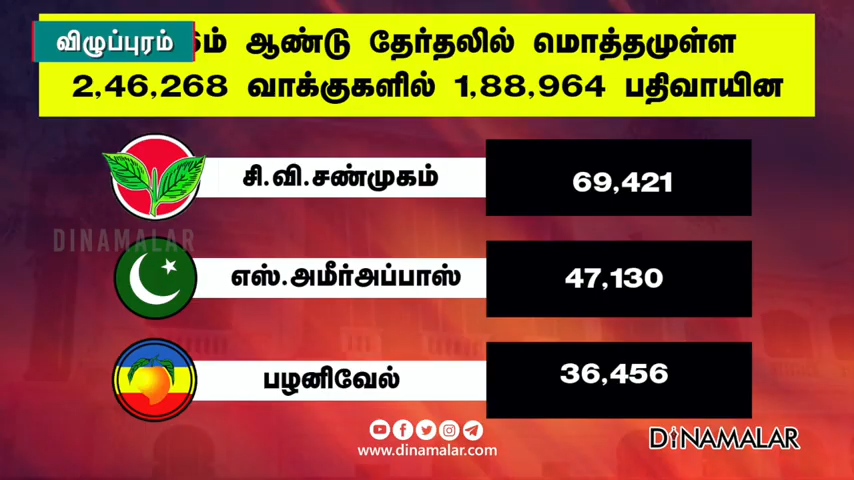 விழுப்புரம்
6ம் ஆண்டு தேர்தலில் மொத்தமுள்ள
2,46,268 வாக்குகளில் 1,88,964 பதிவாயின
சி.வி.சண்முகம் 69,421
DINAMALAR
எஸ்.அமீர்அப்பாஸ் 47,130
பழனிவேல் 36,456
www.dinamalar.com
DINAMALAR